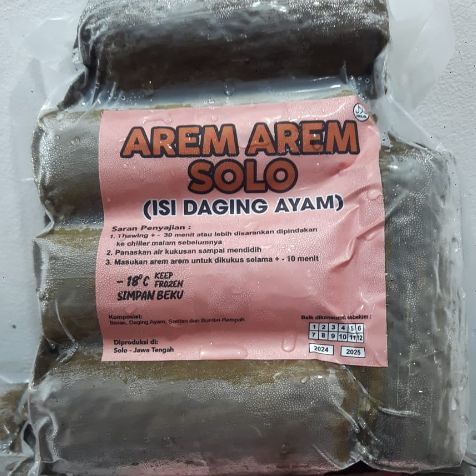 AREM AREM
SOLO
(ISI DAGING AYAM)
Saran Penyajian :
1. Thawing + - 30 menit atau lebih disarankan dipindahkan
ke chiller malam sebelumnya
2. Panaskan air kukusan sampai mendidih
3. Masukan arem arem untuk dikukus selama + - 10 menit
- 18°C KEEP FROZEN
SIMPAN BEKU
Komposisi:
Beras, Daging Ayam, Santan dan Bumbu Rempah
Diproduksi di:
Solo - Jawa Tengah
Baik dikonsumsi sebelum :
1 2 3 4 5 6
7 8 9 10 11 12
2024 2025